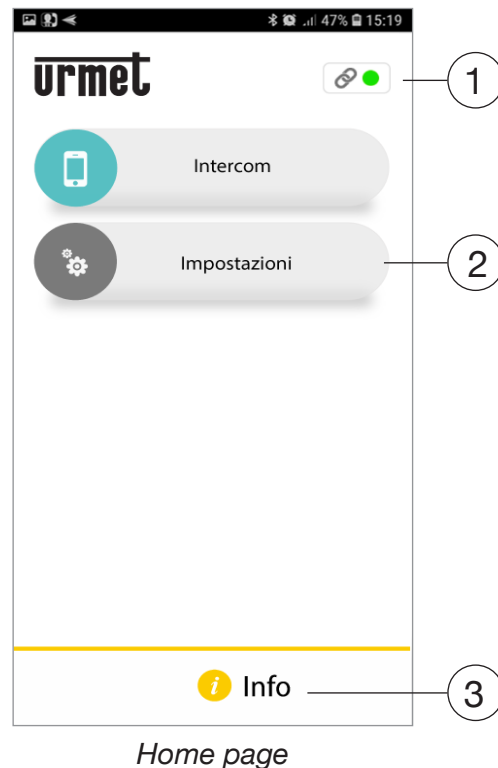 47% 15:19
urmet
1
Intercom
Impostazioni
2
i Info
3
Home page